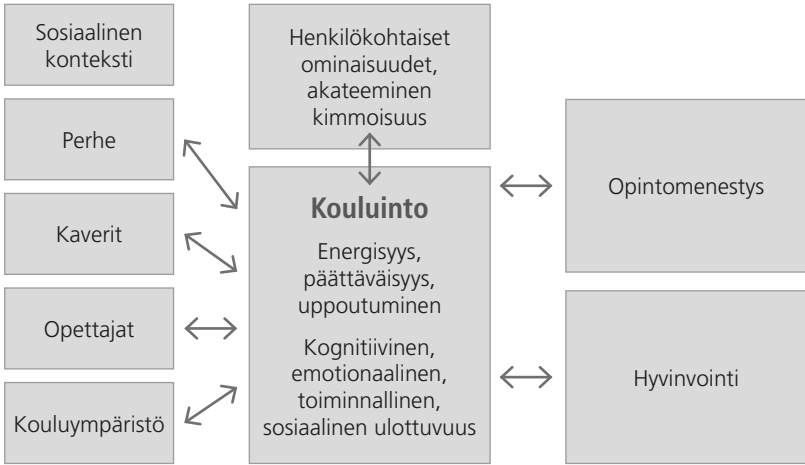 Sosiaalinen
konteksti
Perhe
Kaverit
Opettajat
Kouluympäristö
Henkilökohtaiset
ominaisuudet,
akateeminen
kimmoisuus
Kouluinto
Energisyys,
päättäväisyys,
uppoutuminen
Kognitiivinen,
emotionaalinen,
toiminnallinen,
sosiaalinen ulottuvuus
Opintomenestys
Hyvinvointi